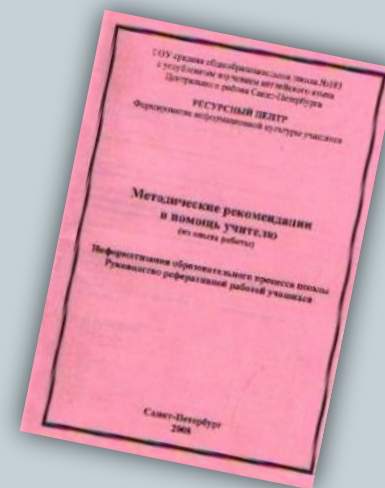 ГОУ средняя общеобразовательная школа №183
с углубленным изучением английского языка
Центрального района Санкт-Петербурга
РЕСУРСНЫЙ ЦЕНТР
Формирование информационной культуры учащихся
Методические рекомендации
в помощь учителю
(из опыта работы)
Информатизация образовательного процесса школы
Руководство реферативной работой учащихся
Санкт-Петербург
2008